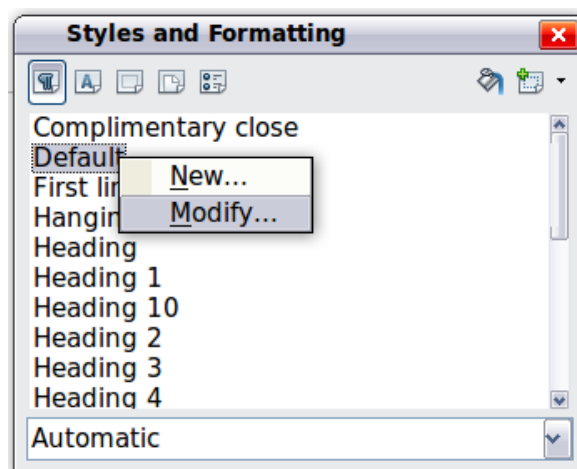 Styles and Formatting
Complimentary close
Default
New...
First lin
Modify...
Hanging
Heading
Heading 1
Heading 10
Heading 2
Heading 3
Heading 4
Automatic